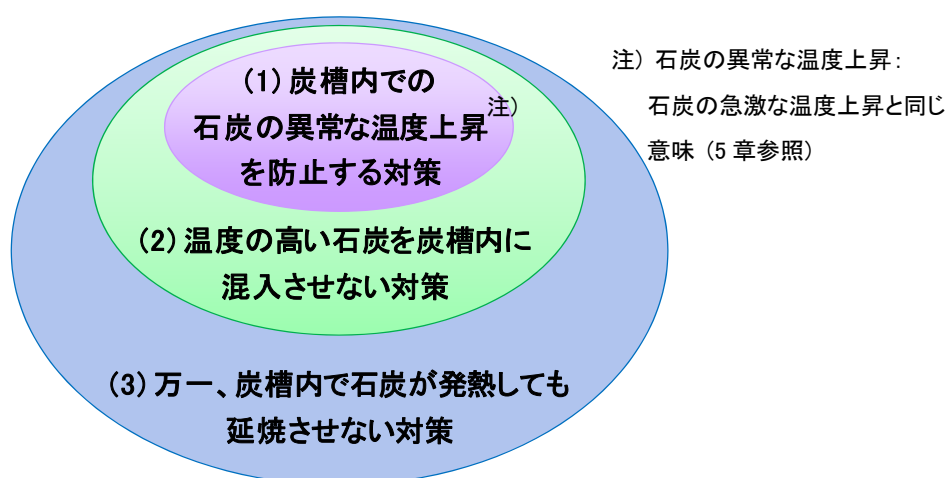 (1)炭槽内での
石炭の異常な温度上昇注)
を防止する対策
(2)温度の高い石炭を炭槽内に
混入させない対策
(3)万一、炭槽内で石炭が発熱しても
延焼させない対策
注) 石炭の異常な温度上昇:
石炭の急激な温度上昇と同じ
意味 (5 章参照)